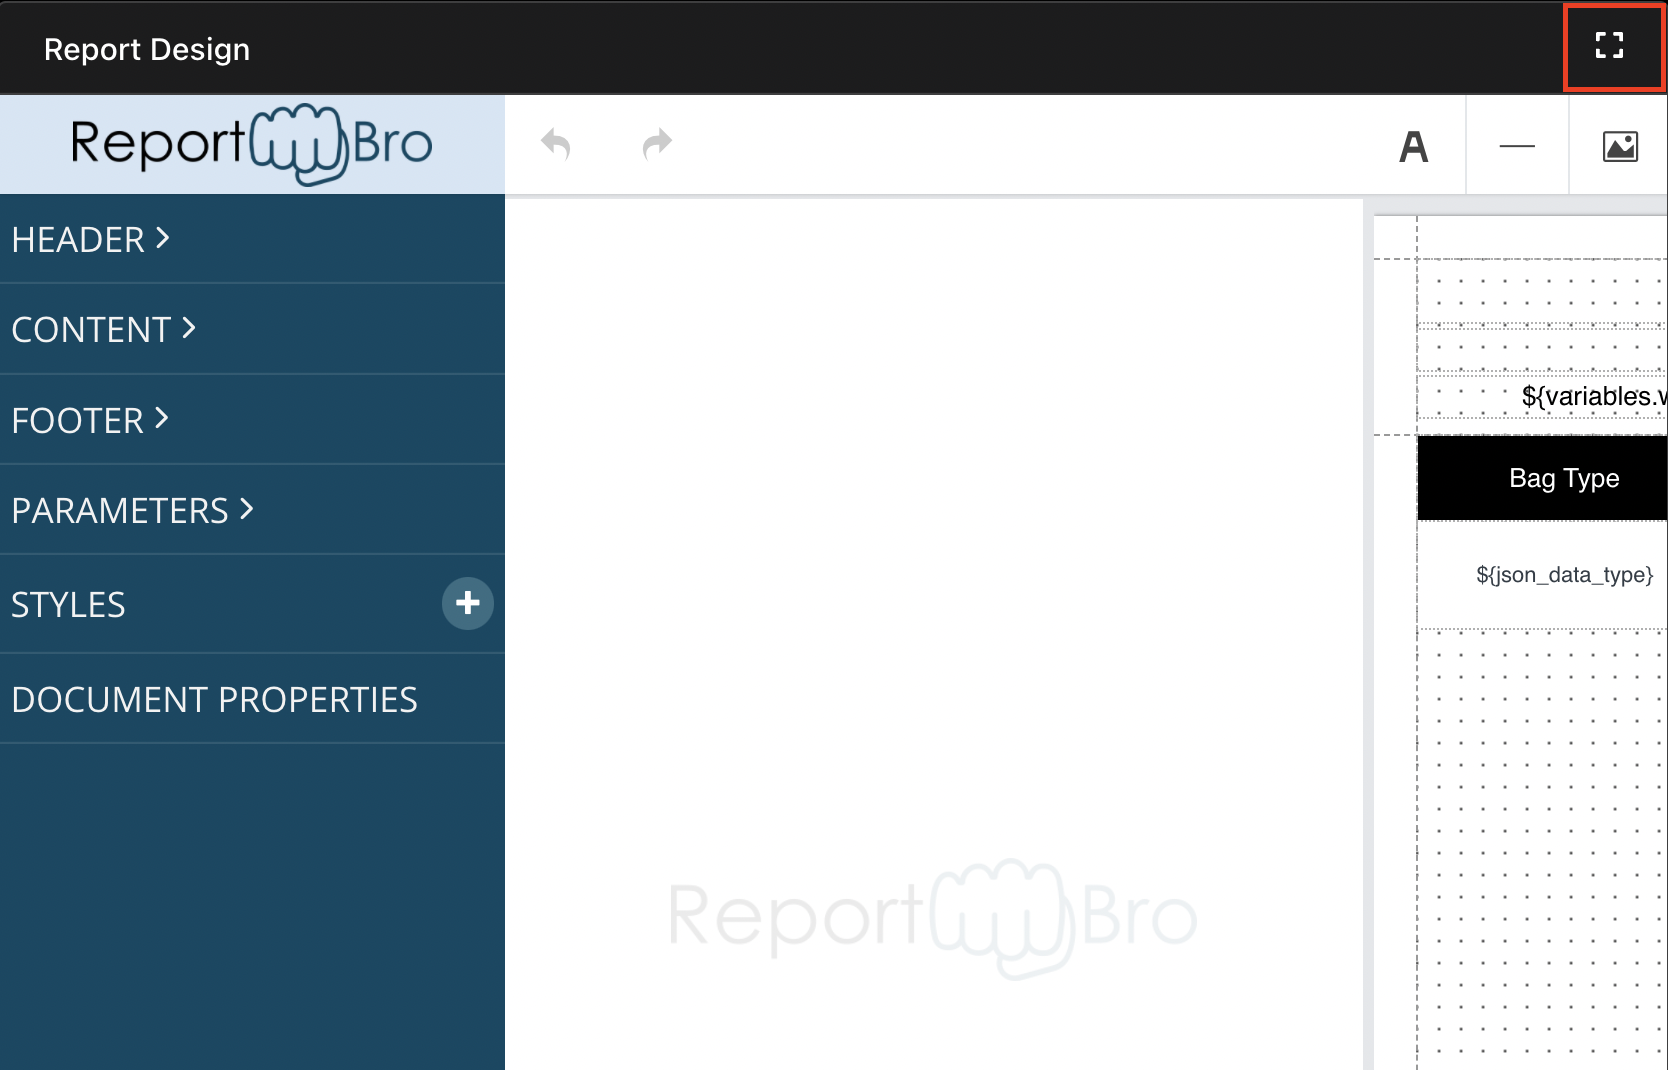 Report Design
ReportBro
A
HEADER
CONTENT
FOOTER
PARAMETERS
STYLES
DOCUMENT PROPERTIES
${variables.
Bag Type
${json_data_type}
ReportBro